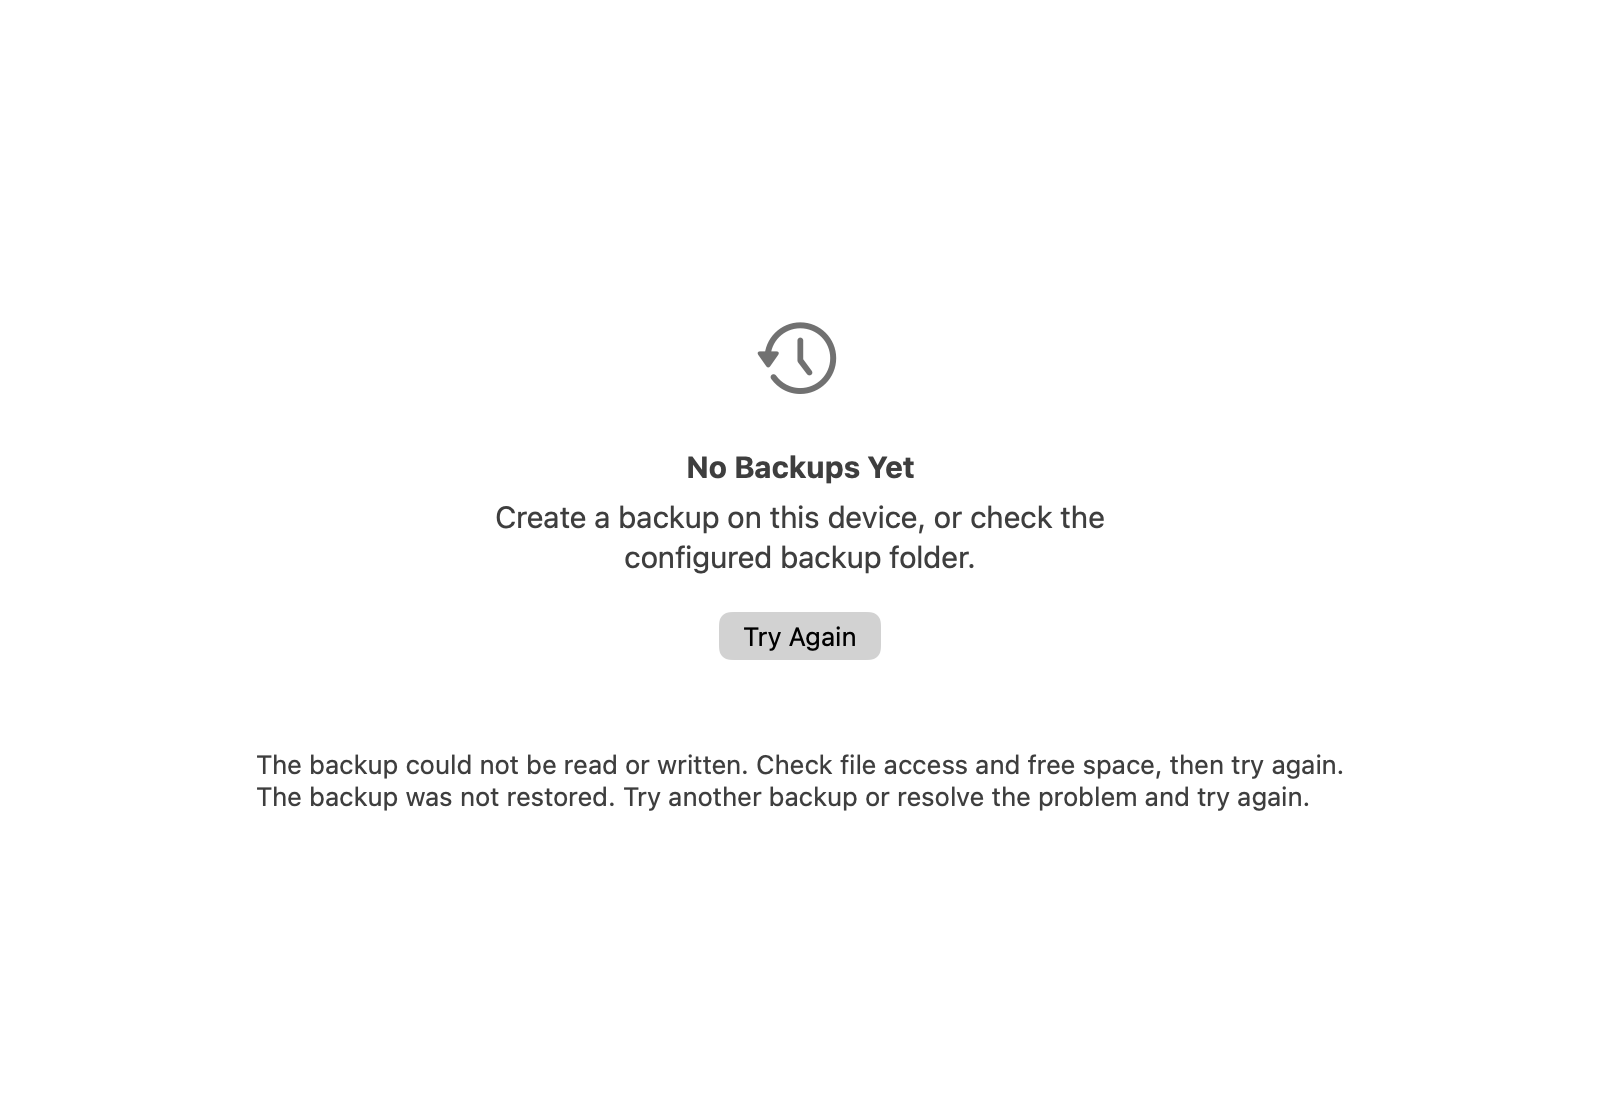 No Backups Yet
Create a backup on this device, or check the
configured backup folder.
Try Again
The backup could not be read or written. Check file access and free space, then try again.
The backup was not restored. Try another backup or resolve the problem and try again.